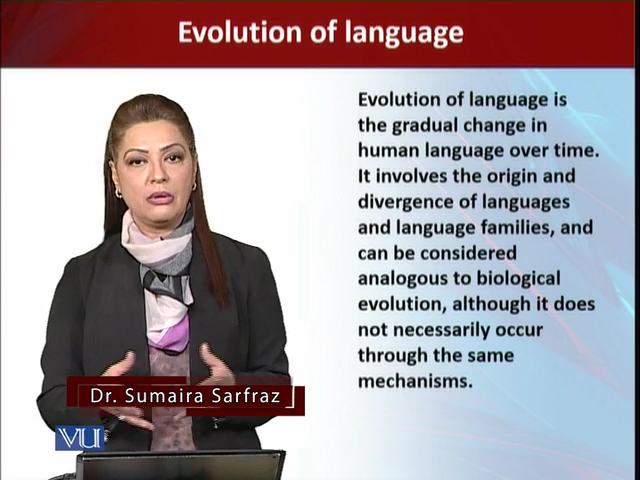 Evolution of language
Evolution of language is
the gradual change in
human language over time.
It involves the origin and
divergence of languages
and language families, and
can be considered
analogous to biological
evolution, although it does
not necessarily occur
through the same
mechanisms.
Dr. Sumaira Sarfraz
VU